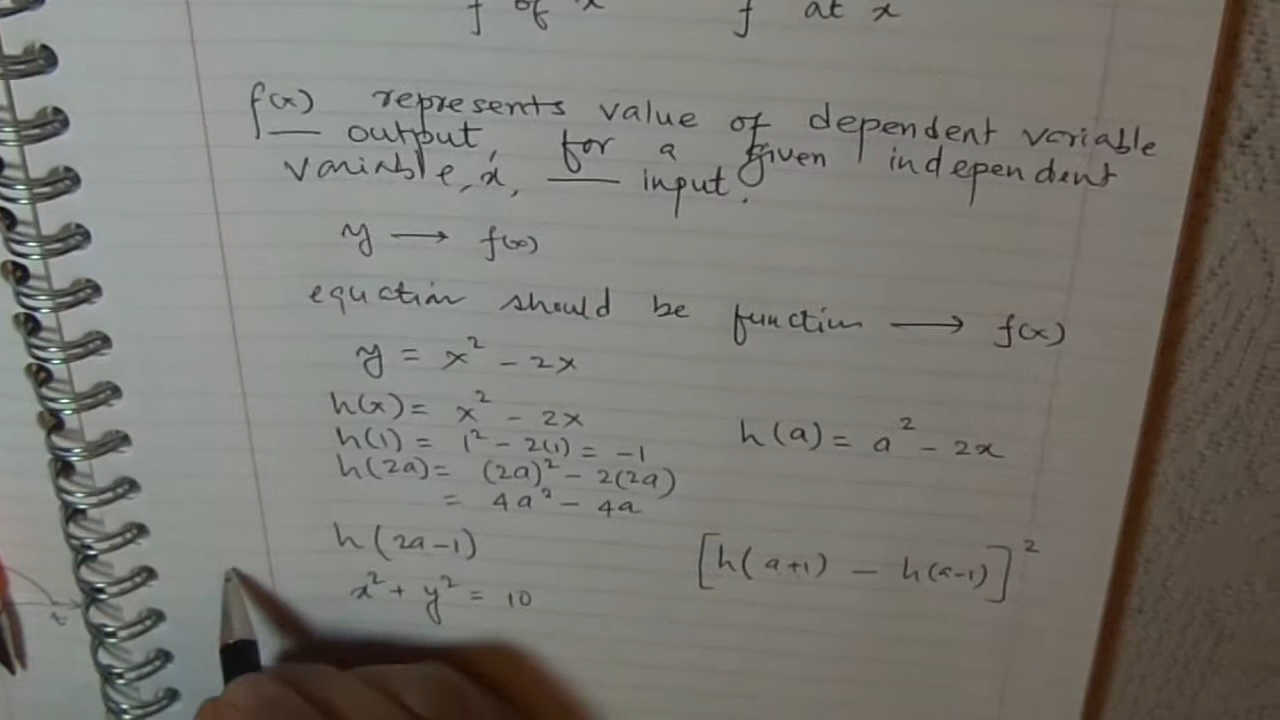 f of x f at x
f(x) represents value of dependent variable
— output, for a given independent
variable, x, — input.
y → f(x)
equation should be function → f(x)
y = x² - 2x
h(x) = x² - 2x
h(1) = 1² - 2(1) = -1 h(a) = a² - 2x
h(2a) = (2a)² - 2(2a)
= 4a² - 4a
h(2a-1) [h(a+1) - h(a-1)]²
x² + y² = 10